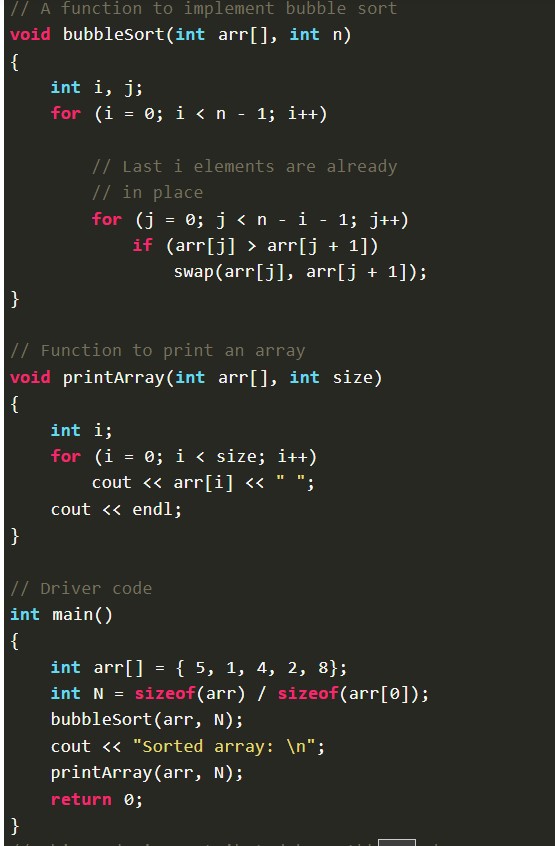 // A function to implement bubble sort
void bubbleSort(int arr[], int n)
{
    int i, j;
    for (i = 0; i < n - 1; i++)

        // Last i elements are already
        // in place
        for (j = 0; j < n - i - 1; j++)
            if (arr[j] > arr[j + 1])
                swap(arr[j], arr[j + 1]);
}

// Function to print an array
void printArray(int arr[], int size)
{
    int i;
    for (i = 0; i < size; i++)
        cout << arr[i] << " ";
    cout << endl;
}

// Driver code
int main()
{
    int arr[] = { 5, 1, 4, 2, 8};
    int N = sizeof(arr) / sizeof(arr[0]);
    bubbleSort(arr, N);
    cout << "Sorted array: \n";
    printArray(arr, N);
    return 0;
}